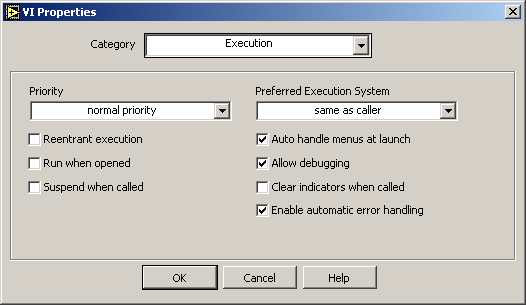 VI Properties
Category Execution
Priority Preferred Execution System
normal priority same as caller
Reentrant execution Auto handle menus at launch
Run when opened Allow debugging
Suspend when called Clear indicators when called
Enable automatic error handling
OK Cancel Help